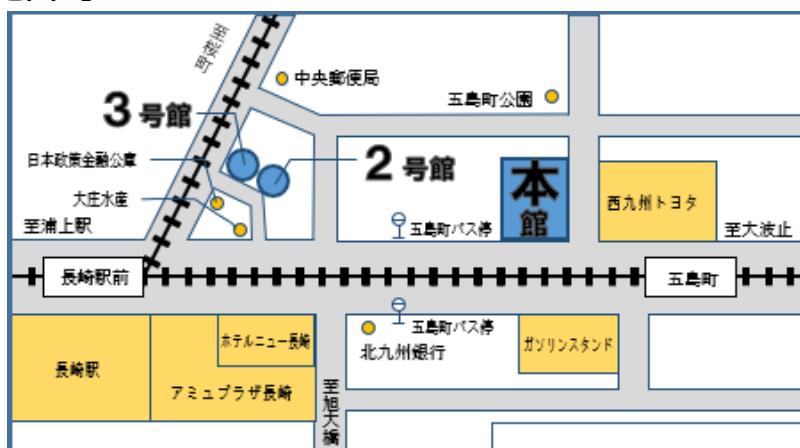 至桜町
中央郵便局
五島町公園
3号館
日本政策金融公庫
2号館
本館
大庄水産
西九州トヨタ
至浦上駅
五島町バス停
至大波止
長崎駅前
五島町
五島町バス停
ホテルニュー長崎
北九州銀行
ガソリンスタンド
長崎駅
アミュプラザ長崎
至旭大橋